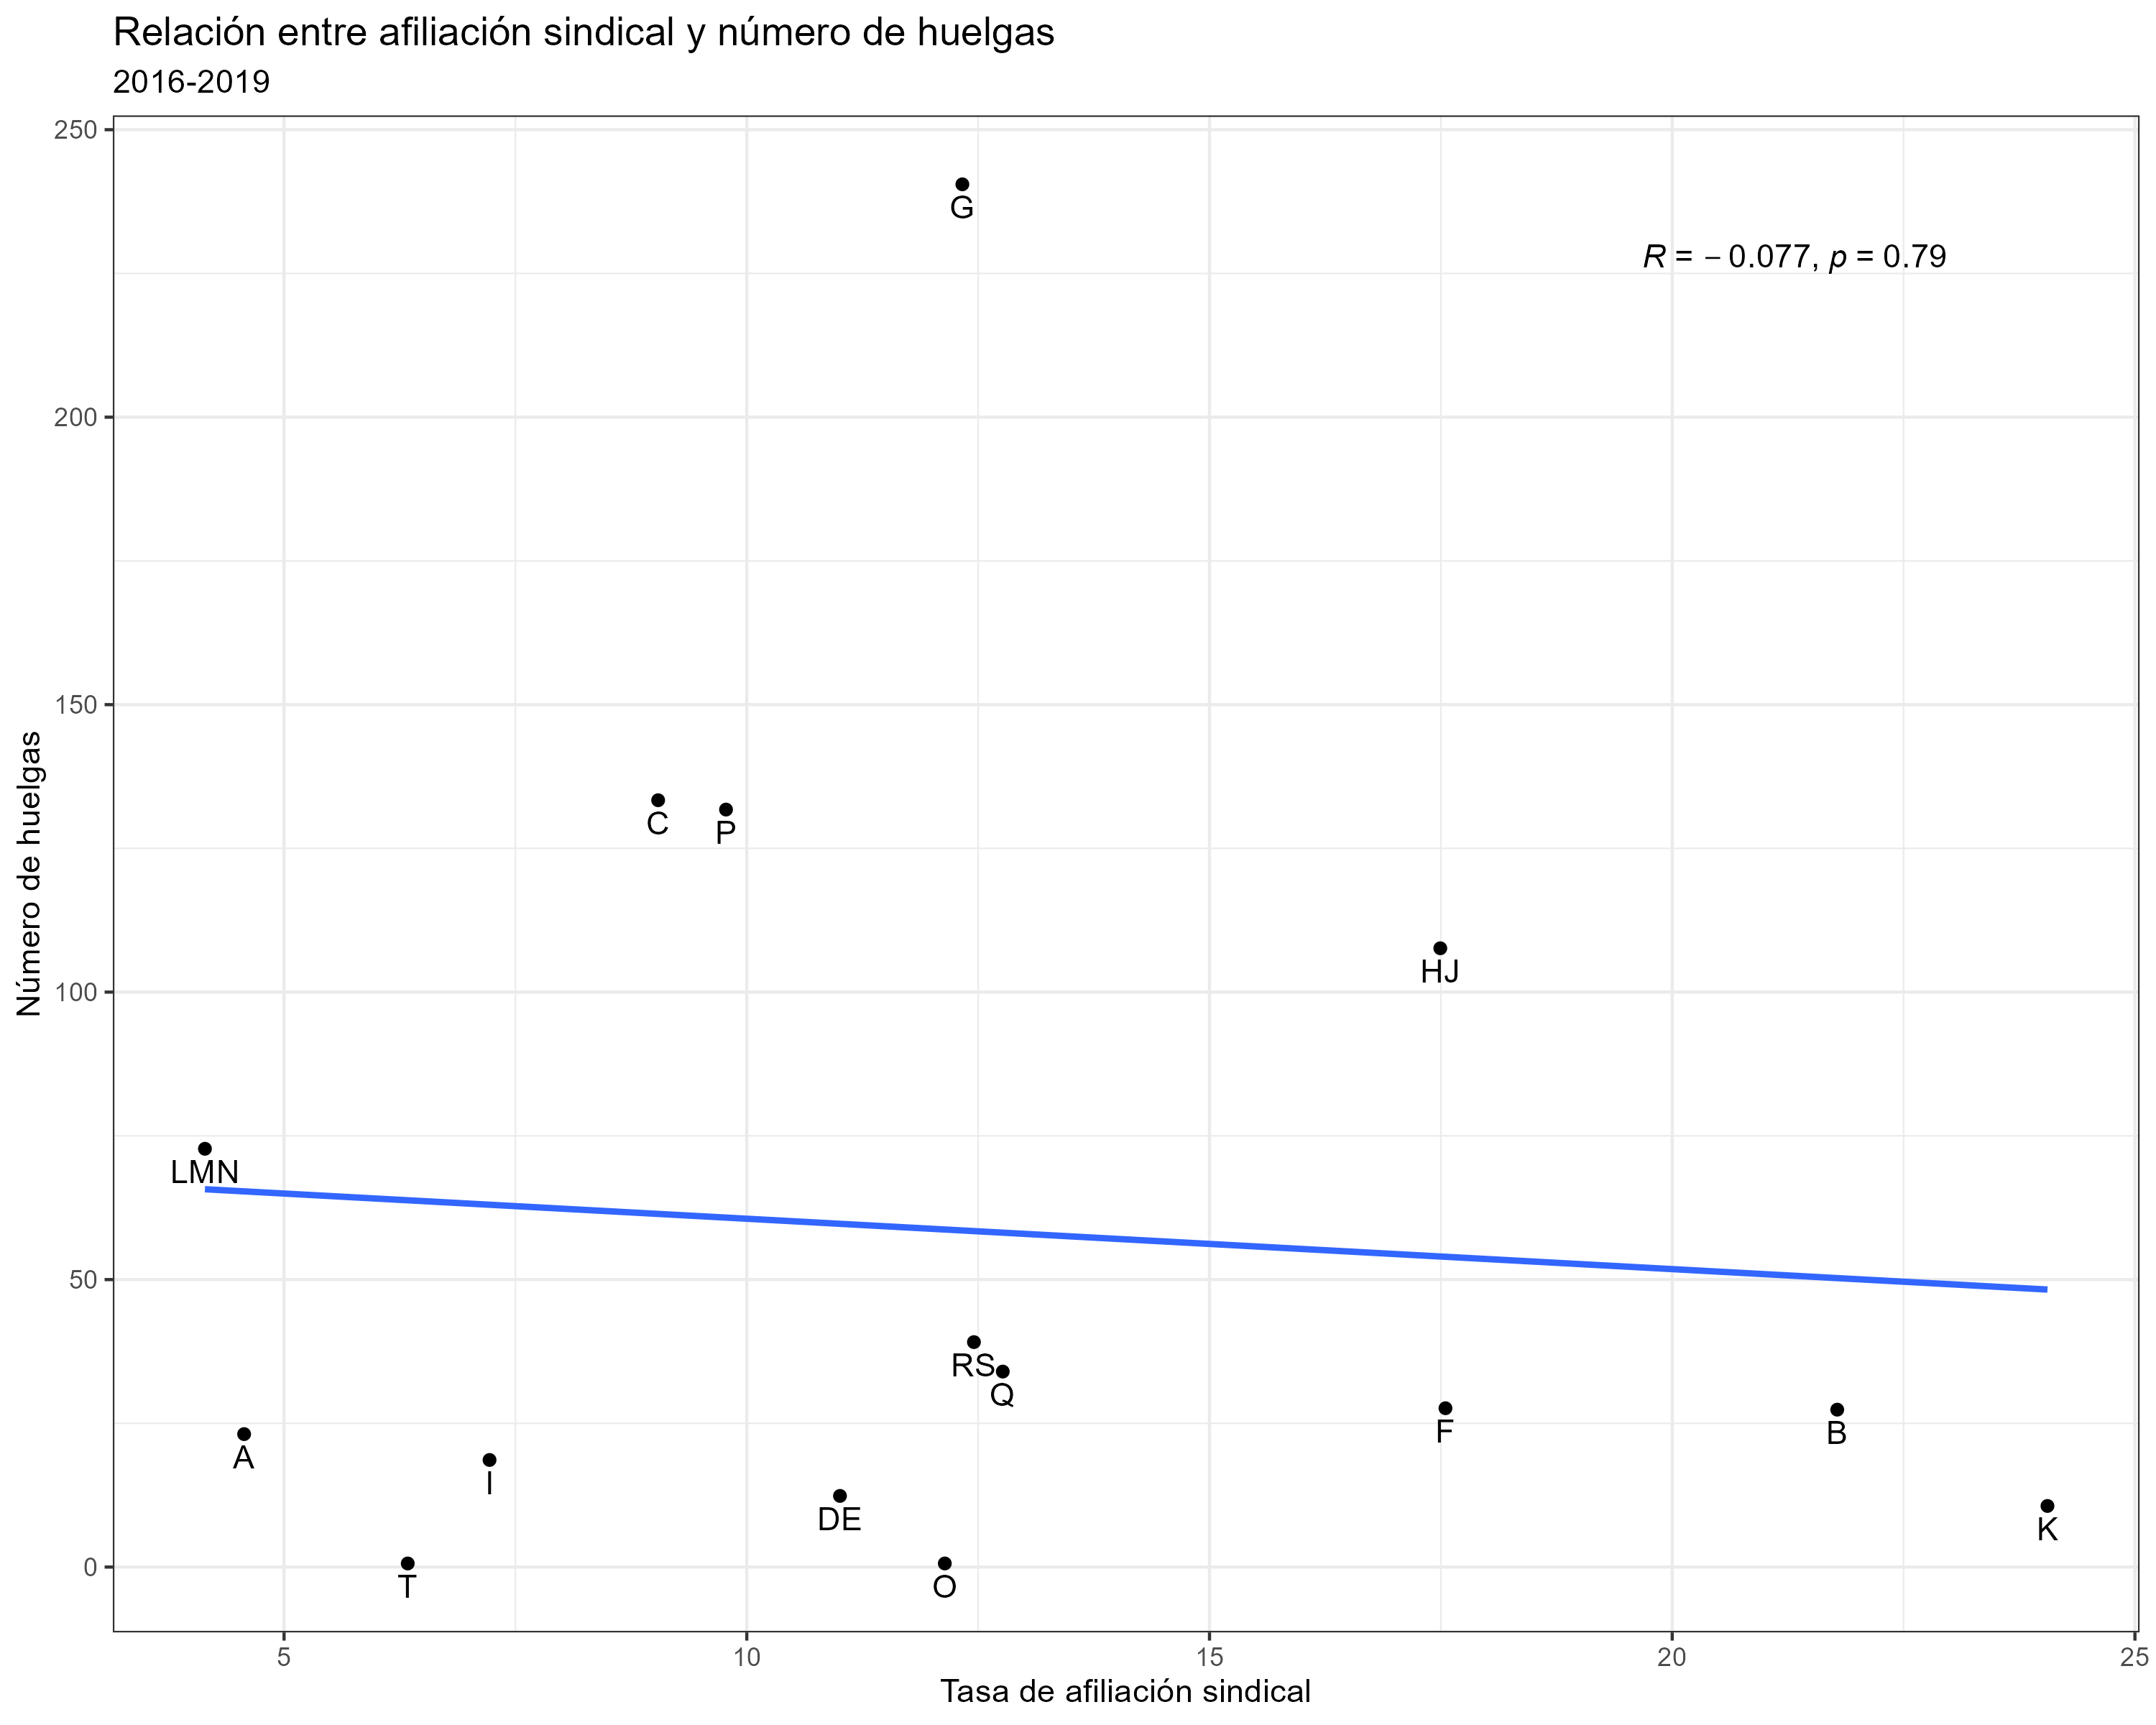 Relación entre afiliación sindical y número de huelgas
2016-2019
250
200
150
100
50
0
Número de huelgas
G
R = − 0.077, p = 0.79
C
P
HJ
LMN
RS
Q
A
I
F
B
DE
K
T
O
5 10 15 20 25
Tasa de afiliación sindical